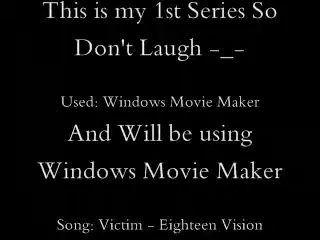 This is my 1st Series So
Don't Laugh -_-
Used: Windows Movie Maker
And Will be using
Windows Movie Maker
Song: Victim - Eighteen Vision